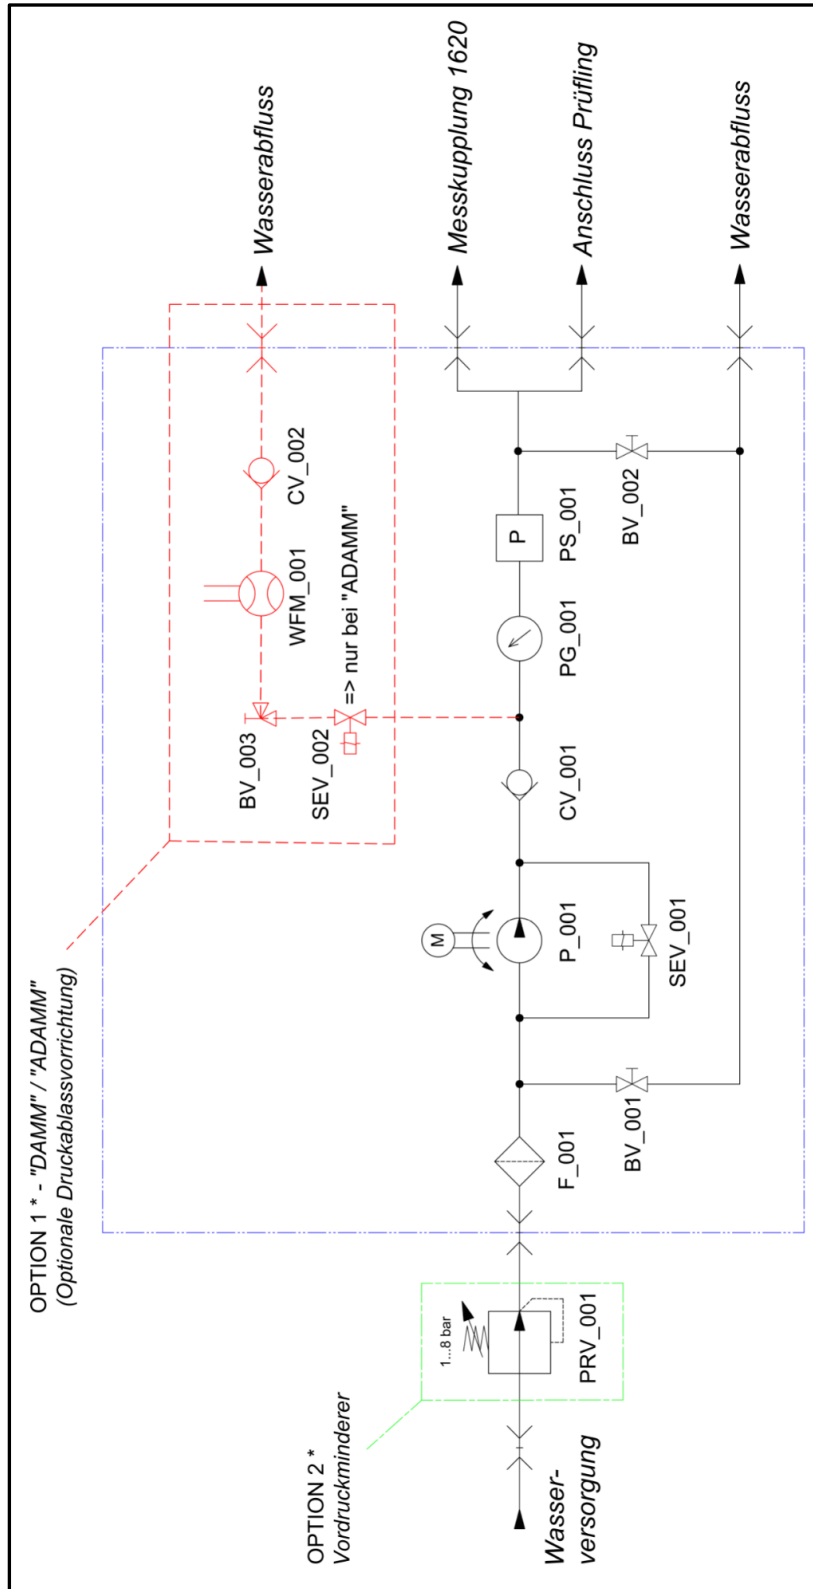 OPTION 1 * - "DAMM" / "ADAMM"
(Optionale Druckablassvorrichtung)
BV_003
SEV_002
=> nur bei "ADAMM"
WFM_001
CV_002
Wasserabfluss
OPTION 2 *
Vordruckminderer
1...8 bar
PRV_001
Wasser-
versorgung
F_001
M
P_001
CV_001
PG_001
P
PS_001
Messkupplung 1620
Anschluss Prüfling
BV_001
SEV_001
BV_002
Wasserabfluss